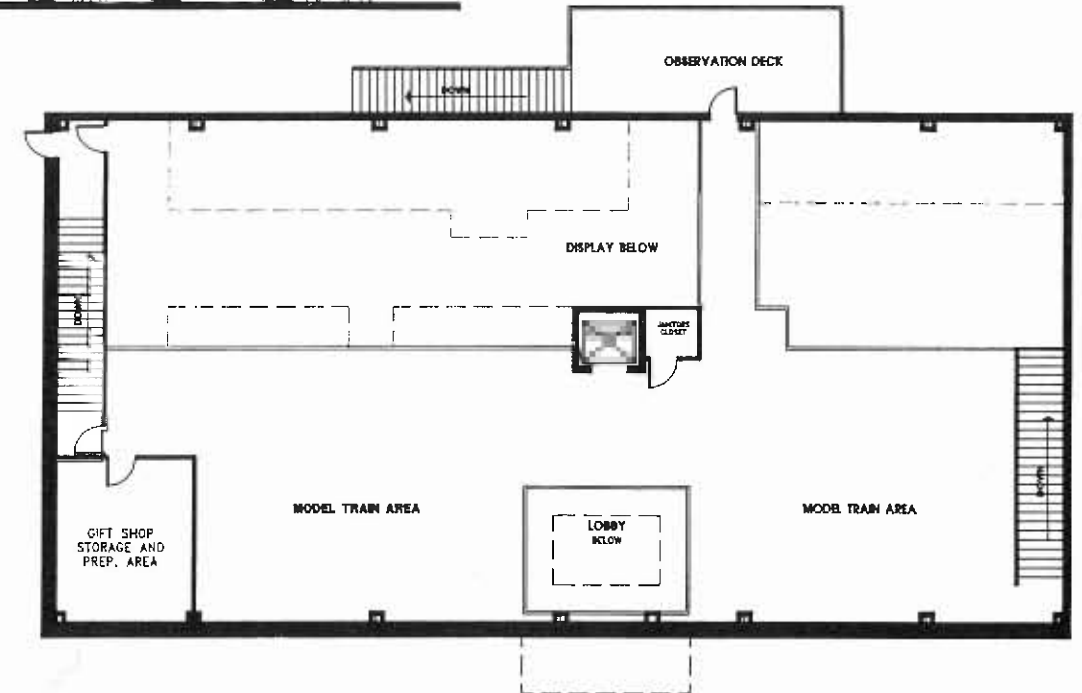 OBSERVATION DECK
DOWN
DISPLAY BELOW
DOWN
JANITORS
CLOSET
DOWN
MODEL TRAIN AREA
MODEL TRAIN AREA
LOBBY
BELOW
GIFT SHOP
STORAGE AND
PREP. AREA